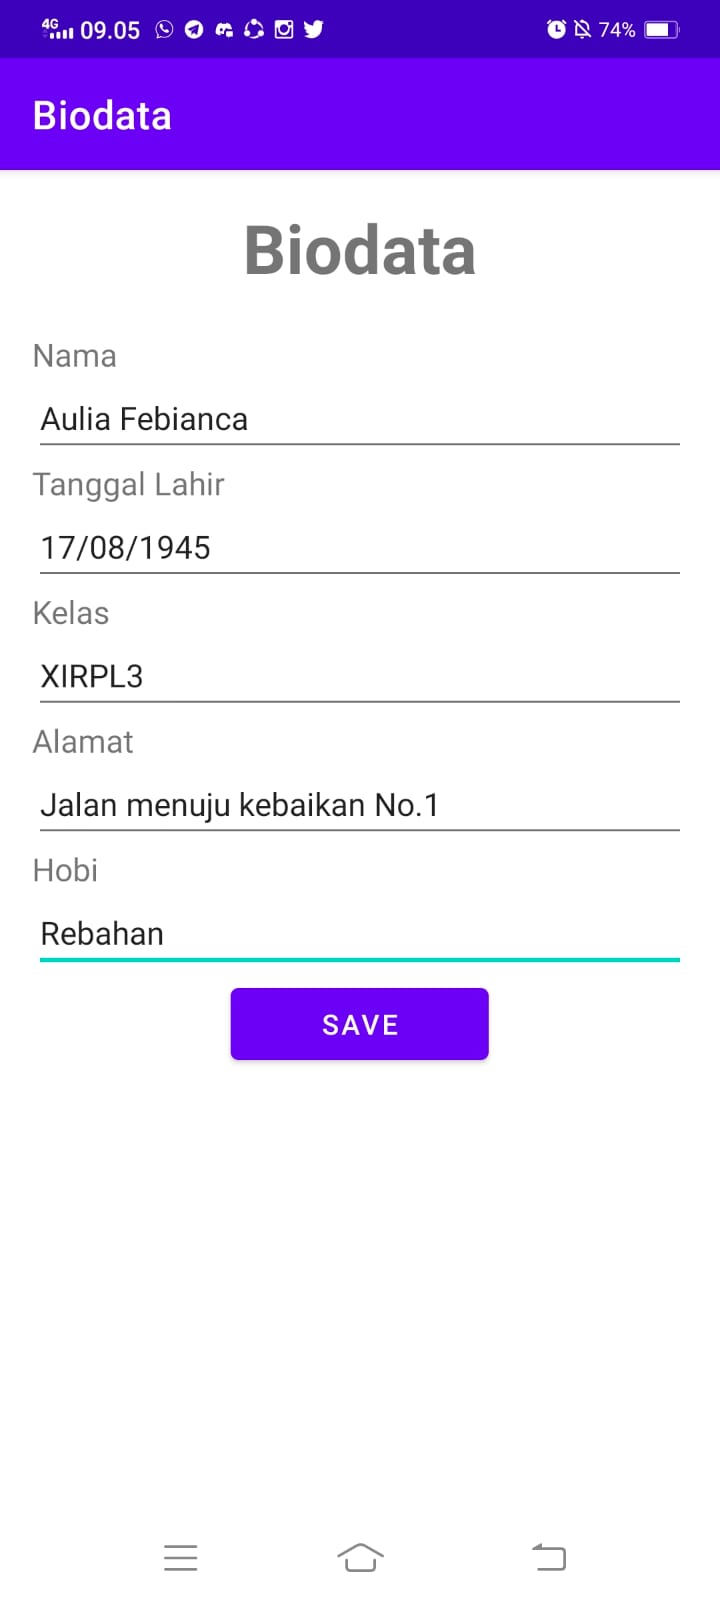 4G 09.05 74%
Biodata
Biodata
Nama
Aulia Febianca
Tanggal Lahir
17/08/1945
Kelas
XIRPL3
Alamat
Jalan menuju kebaikan No.1
Hobi
Rebahan
SAVE